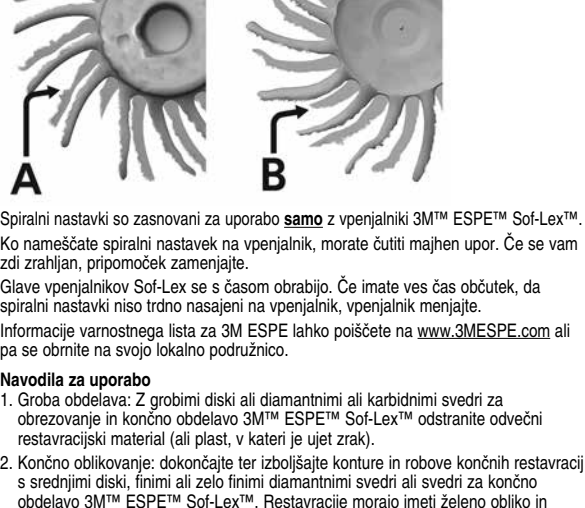 A
B
Spiralni nastavki so zasnovani za uporabo samo z vpenjalniki 3M™ ESPE™ Sof-Lex™.
Ko nameščate spiralni nastavek na vpenjalnik, morate čutiti majhen upor. Če se vam
zdi zrahljan, pripomoček zamenjajte.
Glave vpenjalnikov Sof-Lex se s časom obrabijo. Če imate ves čas občutek, da
spiralni nastavki niso trdno nasajeni na vpenjalnik, vpenjalnik menjajte.
Informacije varnostnega lista za 3M ESPE lahko poiščete na www.3MESPE.com ali
pa se obrnite na svojo lokalno podružnico.
Navodila za uporabo
1. Groba obdelava: Z grobimi diski ali diamantnimi ali karbidnimi svedri za
obrezovanje in končno obdelavo 3M™ ESPE™ Sof-Lex™ odstranite odvečni
restavracijski material (ali plast, v kateri je ujet zrak).
2. Končno oblikovanje: dokončajte ter izboljšajte konture in robove končnih restavracij
s srednjimi diski, finimi ali zelo finimi diamantnimi svedri ali svedri za končno
obdelavo 3M™ ESPE™ Sof-Lex™. Restavracije morajo imeti želeno obliko in